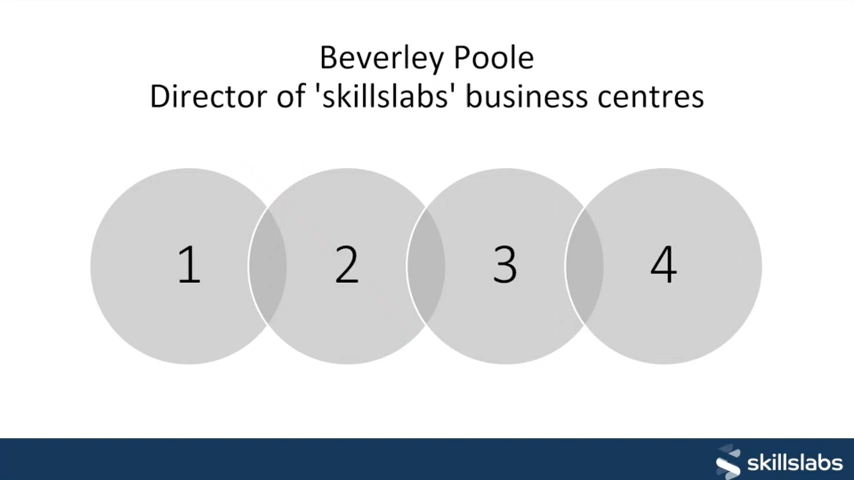 Beverley Poole
Director of 'skillslabs' business centres
1 2 3 4
skillslabs